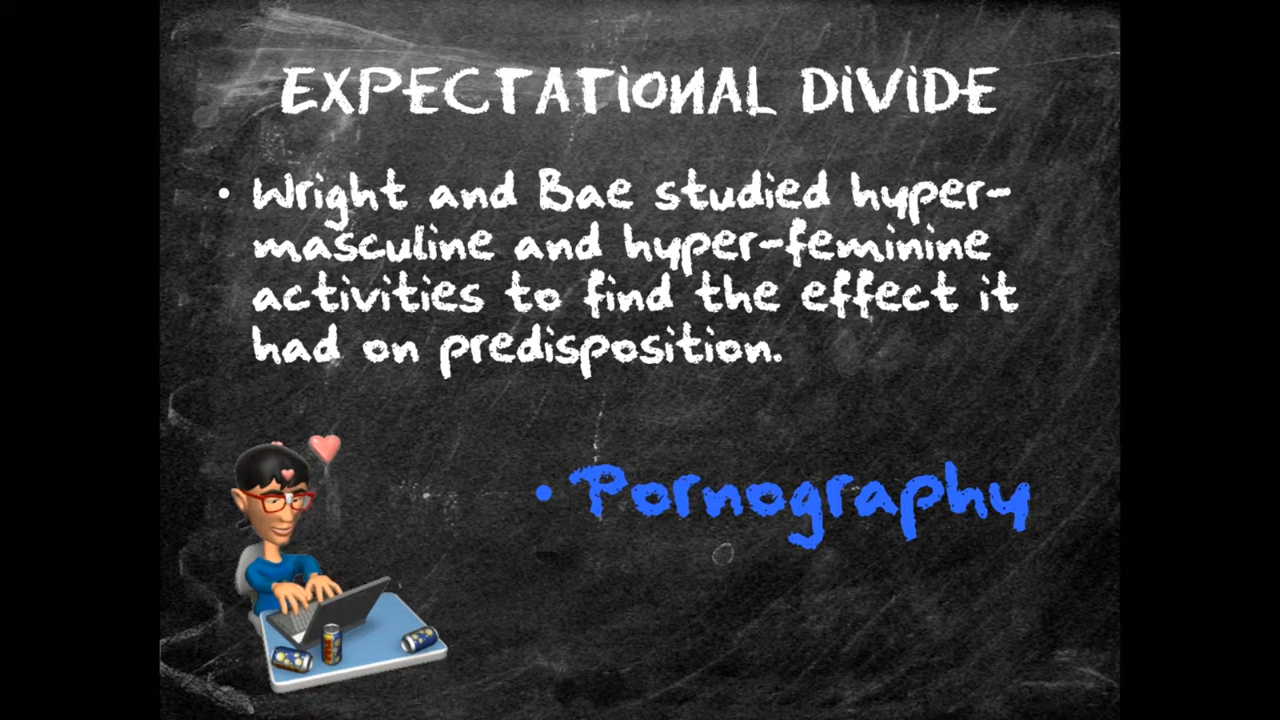 EXPECTATIONAL DIVIDE
• Wright and Bae studied hyper-
masculine and hyper-feminine
activities to find the effect it
had on predisposition.
• Pornography